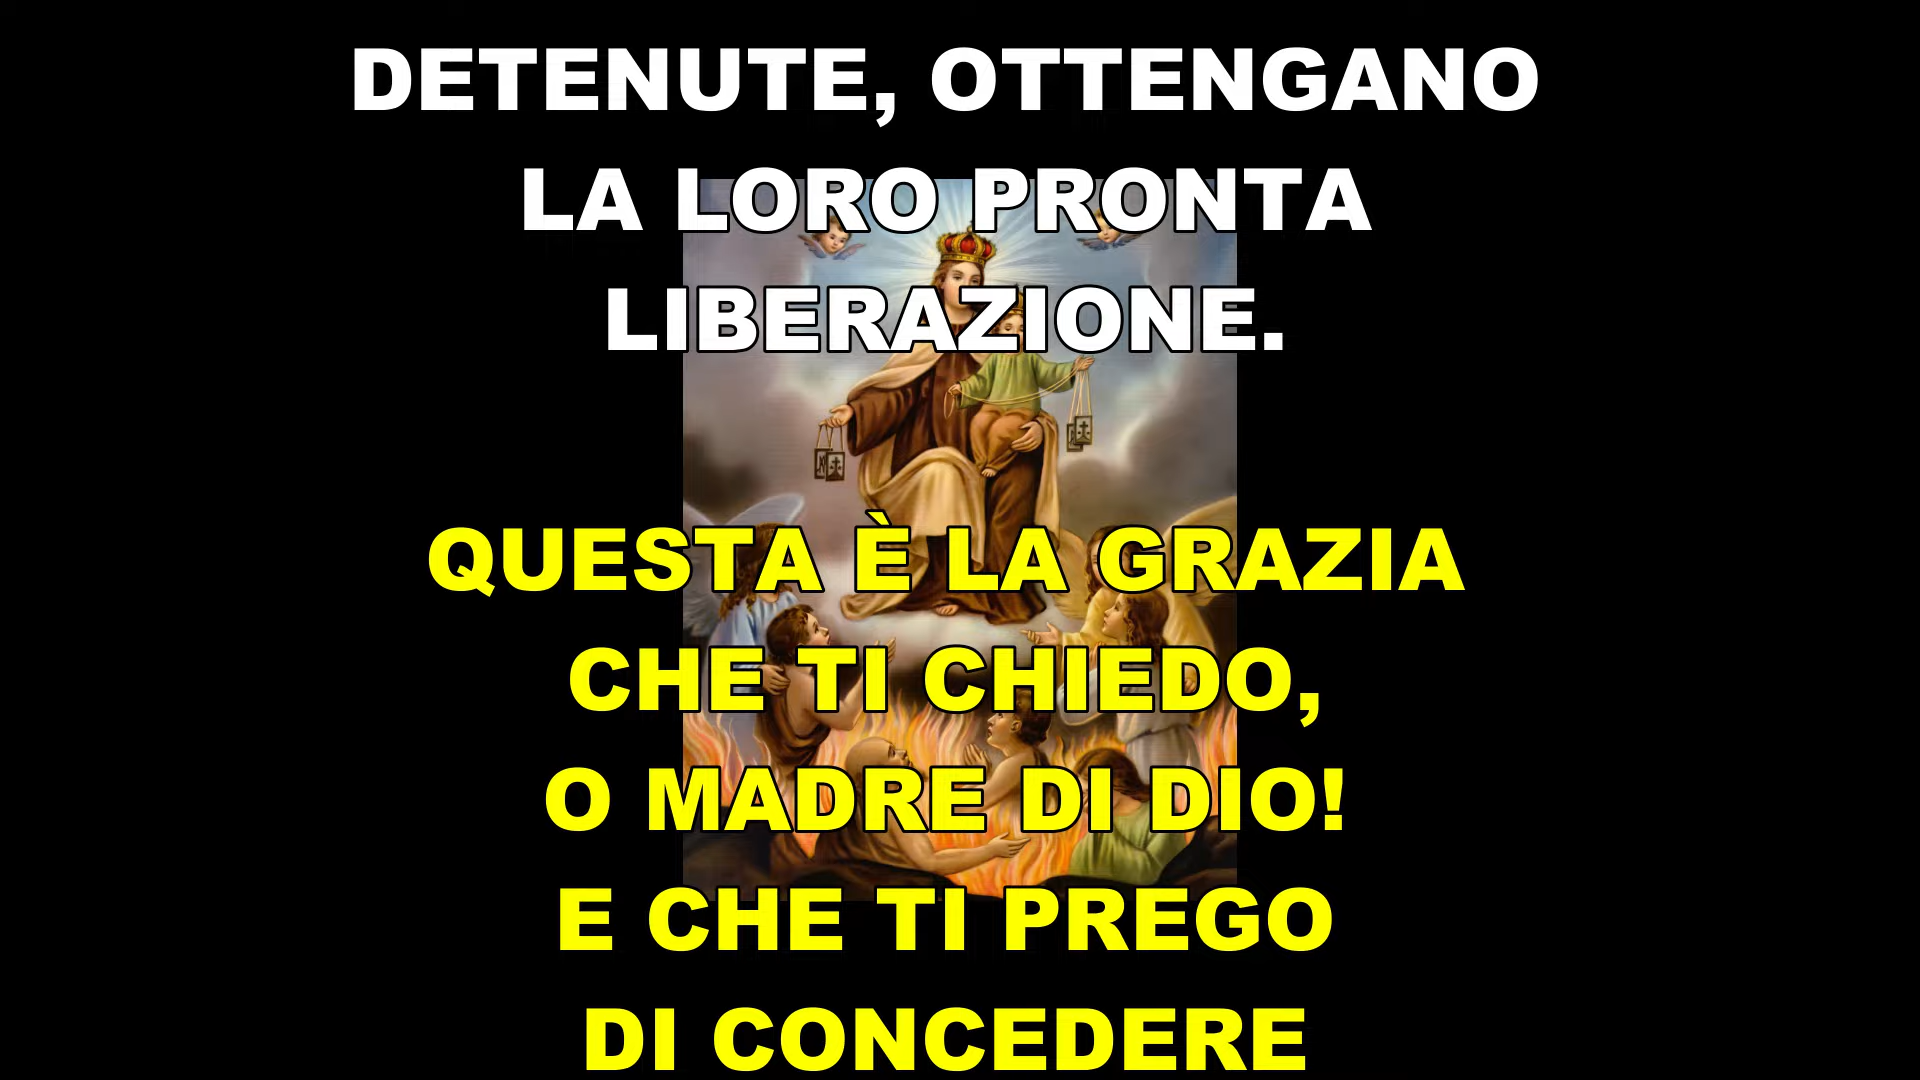 DETENUTE, OTTENGANO
LA LORO PRONTA
LIBERAZIONE.
QUESTA È LA GRAZIA
CHE TI CHIEDO,
O MADRE DI DIO!
E CHE TI PREGO
DI CONCEDERE